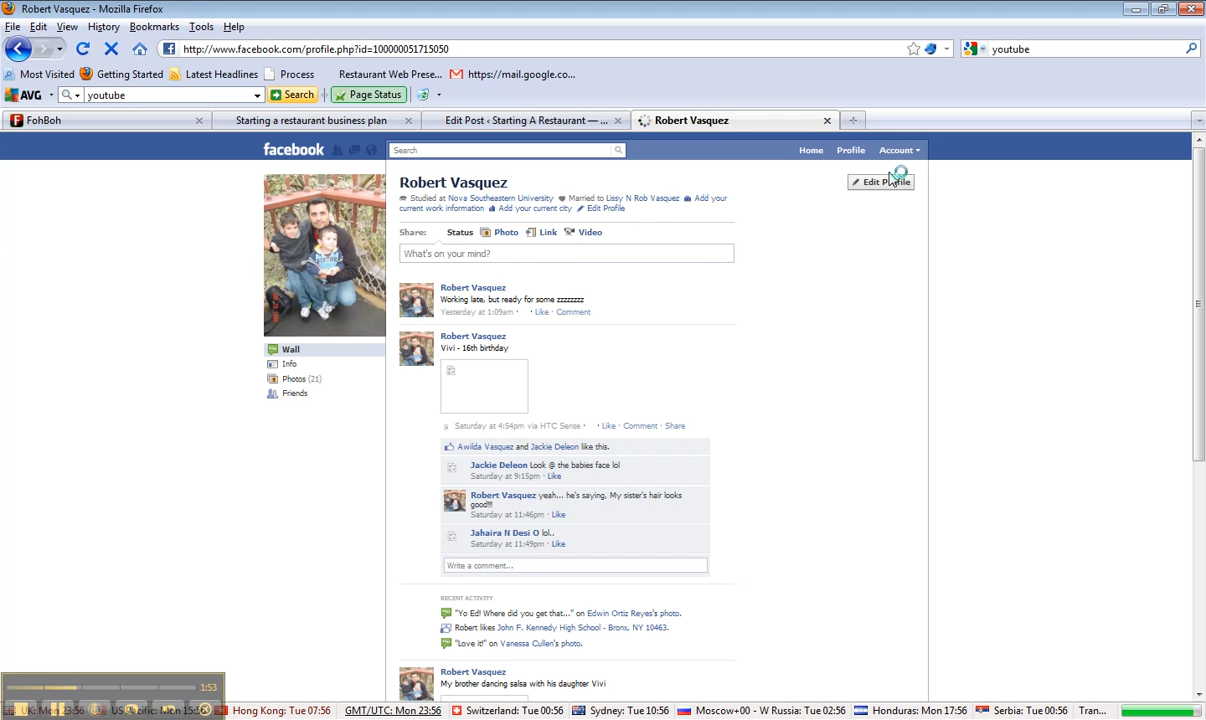 Robert Vasquez - Mozilla Firefox
File Edit View History Bookmarks Tools Help
http://www.facebook.com/profile.php?id=100000051715050 youtube
Most Visited Getting Started Latest Headlines Process Restaurant Web Prese... https://mail.google.co...
AVG youtube Search Page Status
FohBoh Starting a restaurant business plan Edit Post ‹ Starting A Restaurant — ... Robert Vasquez
facebook Search Home Profile Account
Robert Vasquez Edit Profile
Studied at Nova Southeastern University Married to Lissy N Rob Vasquez Add your
current work information Add your current city Edit Profile
Share: Status Photo Link Video
What's on your mind?
Robert Vasquez
Working late, but ready for some zzzzzzzz
Yesterday at 1:09am · Like · Comment
Robert Vasquez
Vivi - 16th birthday
Wall
Info
Photos (21)
Friends
Saturday at 4:54pm via HTC Sense · Like · Comment · Share
Awilda Vasquez and Jackie Deleon like this.
Jackie Deleon Look @ the babies face lol
Saturday at 9:15pm · Like
Robert Vasquez yeah... he's saying, My sister's hair looks
good!!!
Saturday at 11:46pm · Like
Jahaira N Desi O lol..
Saturday at 11:49pm · Like
Write a comment...
RECENT ACTIVITY
"Yo Ed! Where did you get that..." on Edwin Ortiz Reyes's photo.
Robert likes John F. Kennedy High School - Bronx, NY 10463.
"Love it!" on Vanessa Cullen's photo.
Robert Vasquez
My brother dancing salsa with his daughter Vivi
1:53
UK: Mon 23:56 US Pacific: Mon 15:56 Hong Kong: Tue 07:56 GMT/UTC: Mon 23:56 Switzerland: Tue 00:56 Sydney: Tue 10:56 Moscow+00 - W Russia: Tue 02:56 Honduras: Mon 17:56 Serbia: Tue 00:56 Tran...